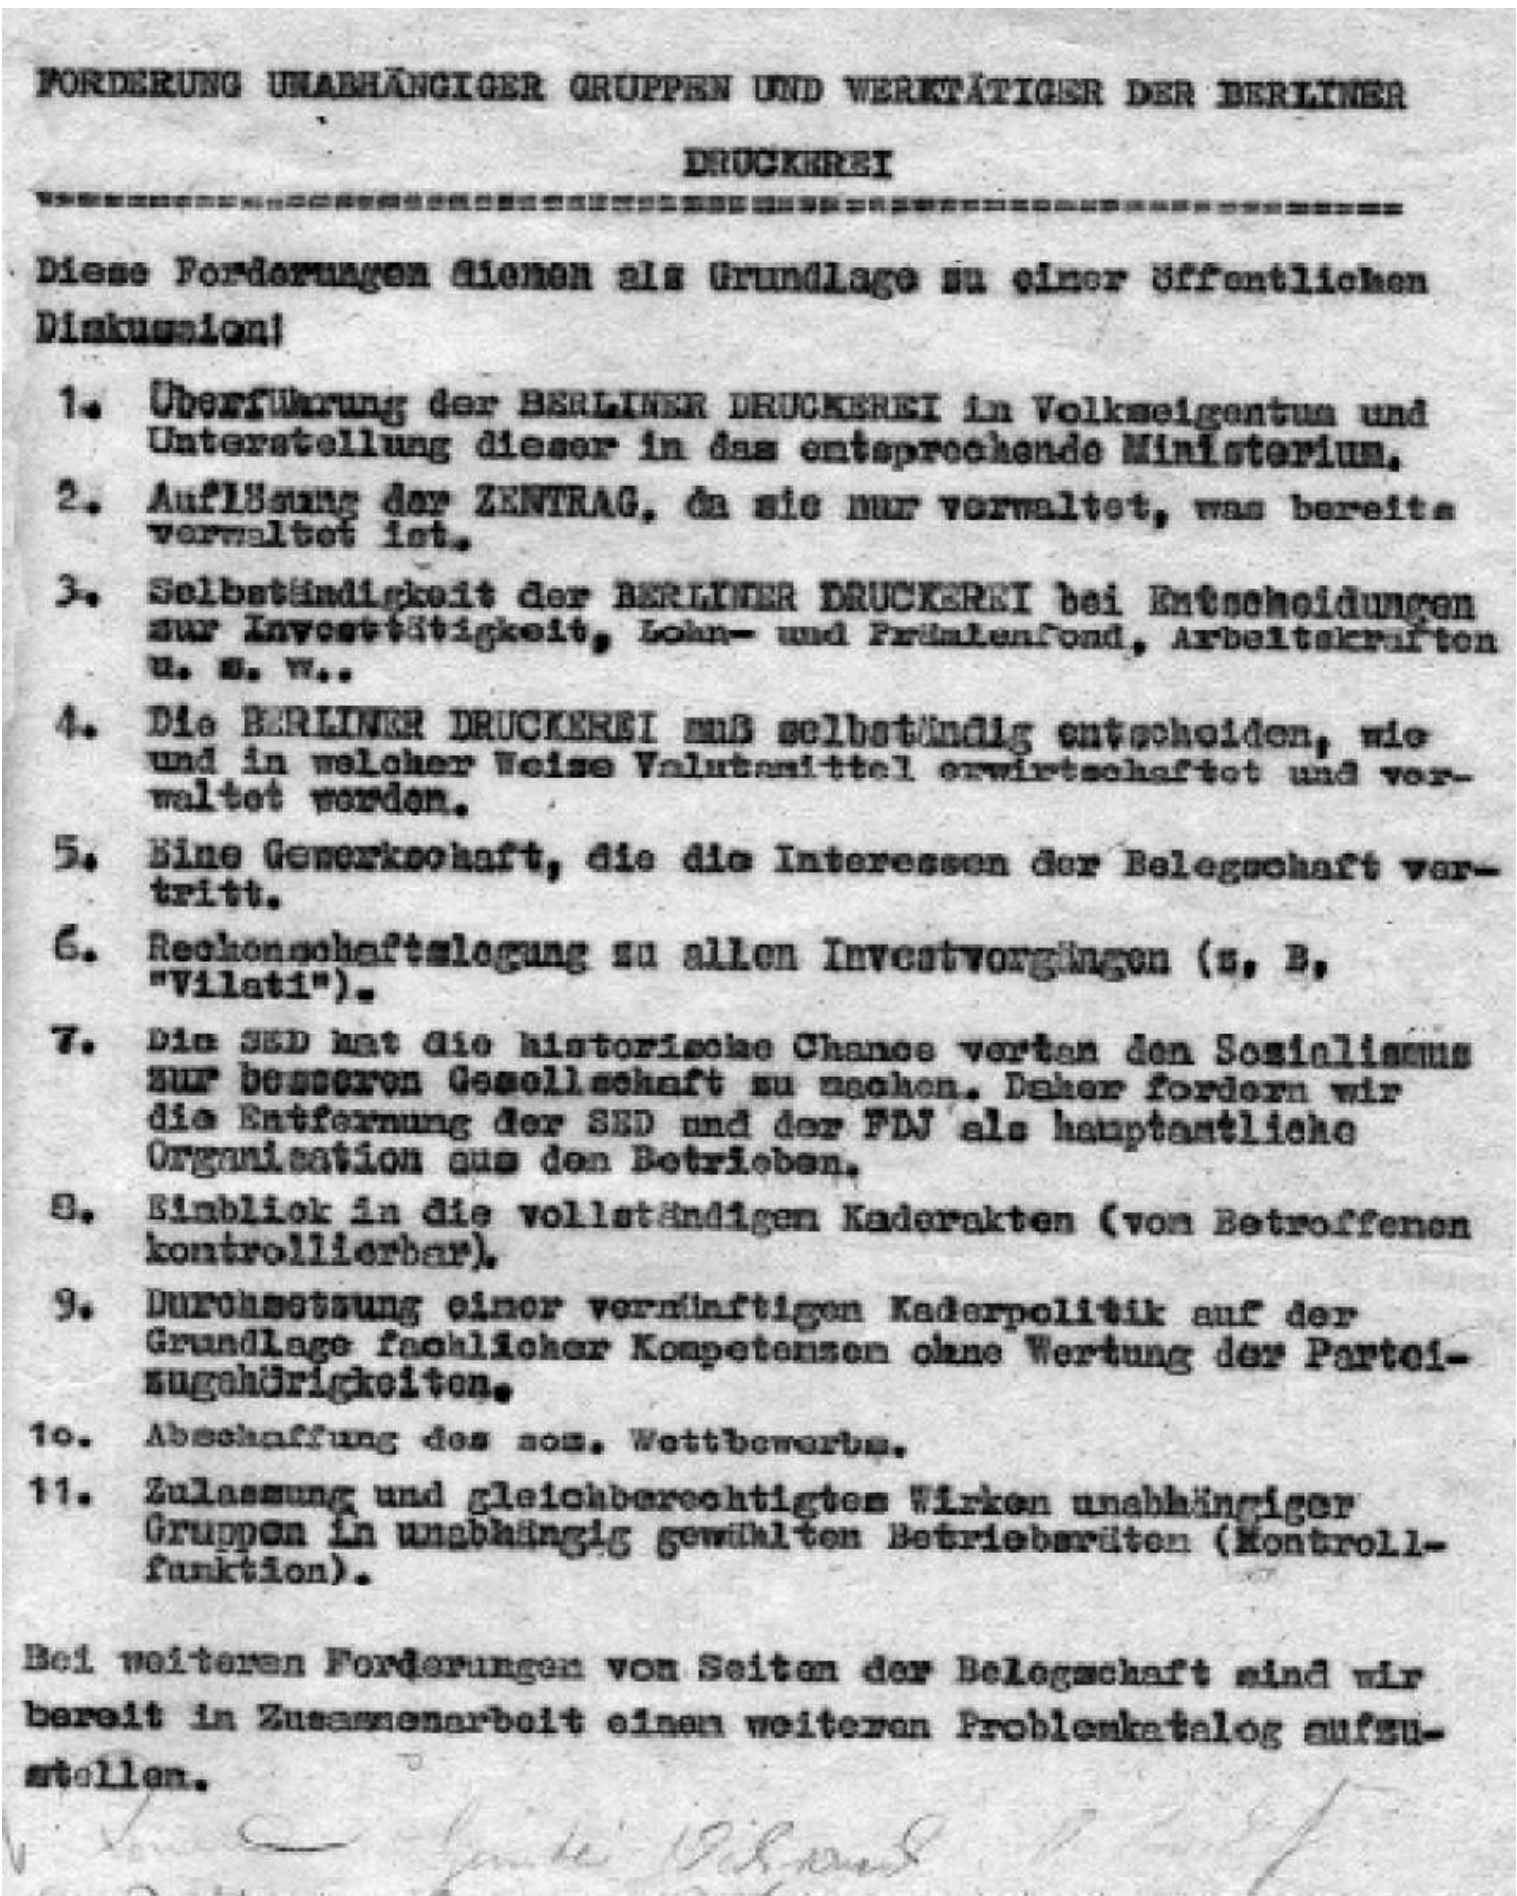 FORDERUNG UNABHÄNGIGER GRUPPEN UND WERKTÄTIGER DER BERLINER
DRUCKEREI
===========================================================
Diese Forderungen dienen als Grundlage zu einer öffentlichen
Diskussion!
1. Überführung der BERLINER DRUCKEREI in Volkseigentum und
Unterstellung dieser in das entsprechende Ministerium.
2. Auflösung der ZENTRAG, da sie nur verwaltet, was bereits
verwaltet ist.
3. Selbständigkeit der BERLINER DRUCKEREI bei Entscheidungen
zur Investtätigkeit, Lohn- und Prämienfond, Arbeitskräften
u. s. w..
4. Die BERLINER DRUCKEREI muß selbständig entscheiden, wie
und in welcher Weise Valutamittel erwirtschaftet und ver-
waltet werden.
5. Eine Gewerkschaft, die die Interessen der Belegschaft ver-
tritt.
6. Rechenschaftslegung zu allen Investvorgängen (z. B.
"Vilati").
7. Die SED hat die historische Chance vertan den Sozialismus
zur besseren Gesellschaft zu machen. Daher fordern wir
die Entfernung der SED und der FDJ als hauptamtliche
Organisation aus den Betrieben.
8. Einblick in die vollständigen Kaderakten (von Betroffenen
kontrollierbar).
9. Durchsetzung einer vernünftigen Kaderpolitik auf der
Grundlage fachlicher Kompetenzen ohne Wertung der Partei-
zugehörigkeiten.
1o. Abschaffung des soz. Wettbewerbs.
11. Zulassung und gleichberechtigtes Wirken unabhängiger
Gruppen in unabhängig gewählten Betriebsräten (Kontroll-
funktion).
Bei weiteren Forderungen von Seiten der Belegschaft sind wir
bereit in Zusammenarbeit einen weiteren Problemkatalog aufzu-
stellen.